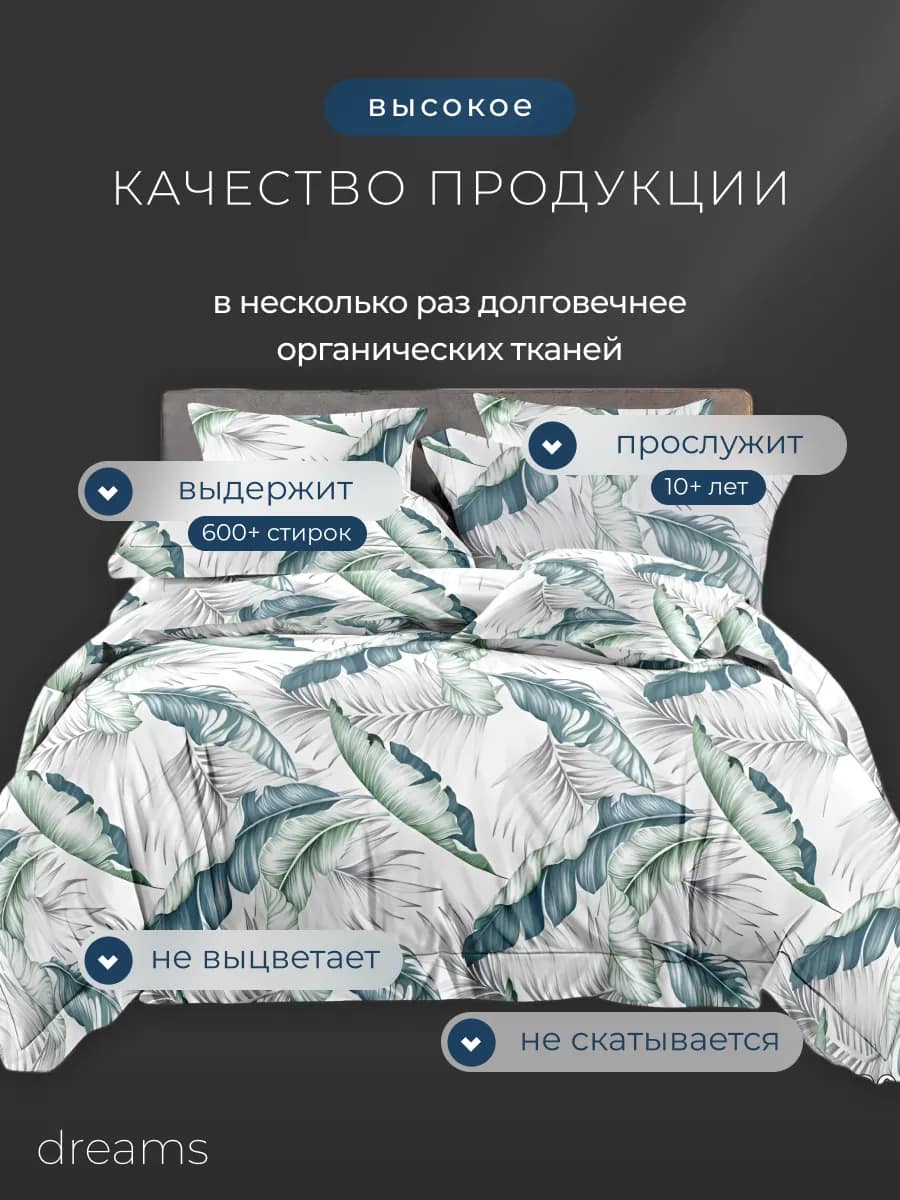 высокое
КАЧЕСТВО ПРОДУКЦИИ
в несколько раз долговечнее
органических тканей
прослужит
10+ лет
выдержит
600+ стирок
не выцветает
не скатывается
dreams